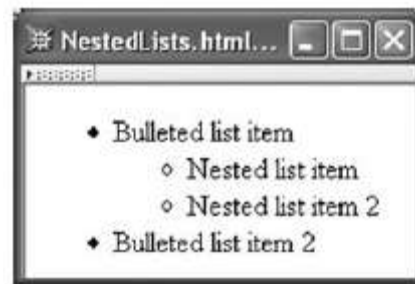 NestedLists.html...
Bulleted list item
Nested list item
Nested list item 2
Bulleted list item 2